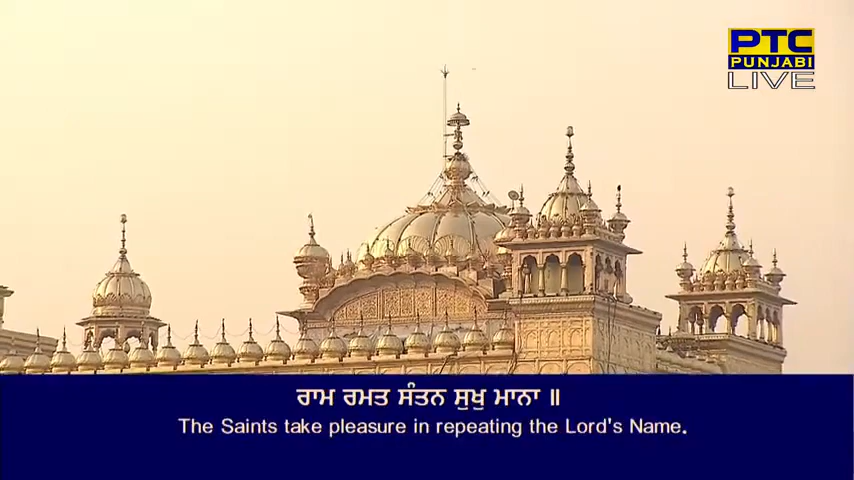 PTC
PUNJABI
LIVE
ਰਾਮ ਰਮਤ ਸੰਤਨ ਸੁਖੁ ਮਾਨਾ ॥
The Saints take pleasure in repeating the Lord's Name.